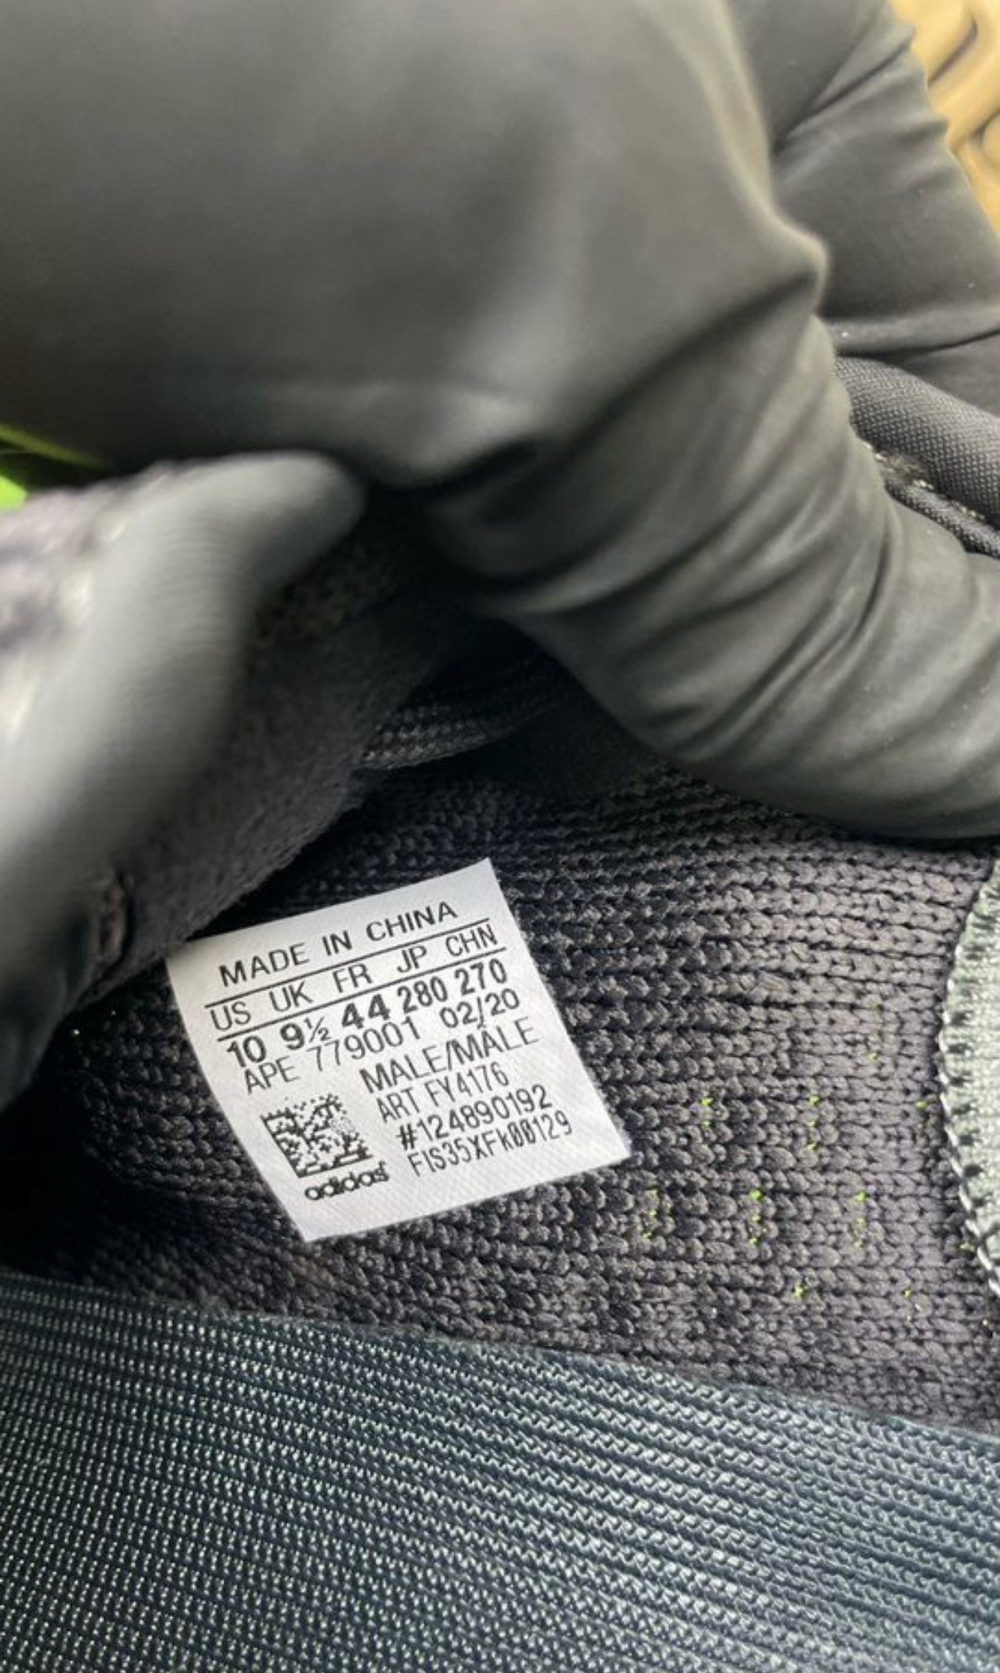 MADE IN CHINA
US UK FR JP CHN
10 9½ 44 280 270
APE 779001 02/20
MALE/MÂLE
ART FY4176
#124890192
FIS35XFk00129
adidas